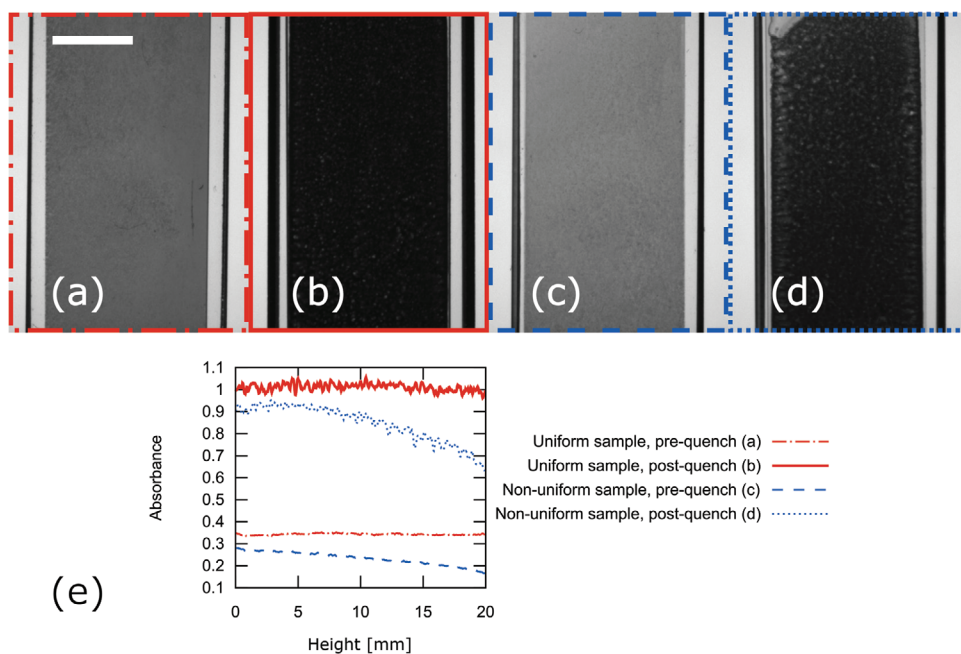 (a)
(b)
(c)
(d)
1.1
1
0.9
0.8
0.7
0.6
0.5
0.4
0.3
0.2
0.1
Absorbance
0 5 10 15 20
Height [mm]
Uniform sample, pre-quench (a)
Uniform sample, post-quench (b)
Non-uniform sample, pre-quench (c)
Non-uniform sample, post-quench (d)
(e)